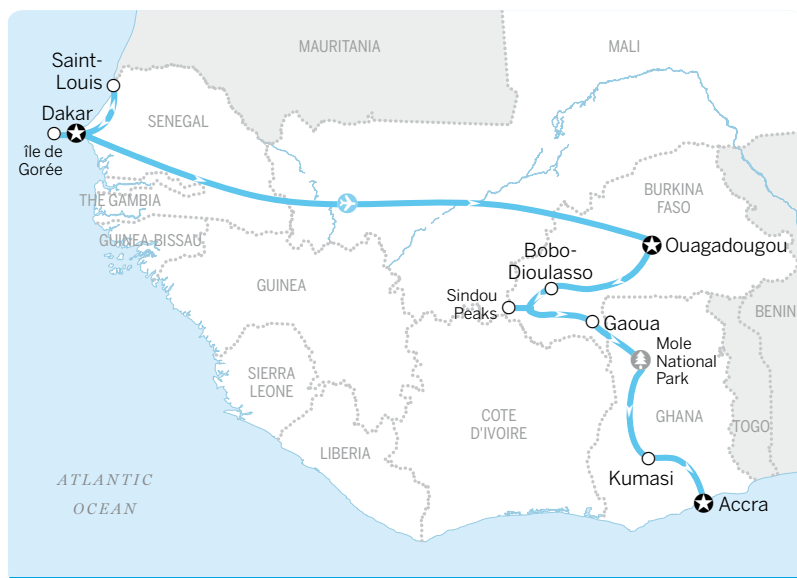 MAURITANIA
MALI
Saint-
Louis
Dakar
SENEGAL
île de
Gorée
THE GAMBIA
BURKINA
FASO
GUINEA-BISSAU
Ouagadougou
Bobo-
Dioulasso
GUINEA
Sindou
Peaks
BENIN
Gaoua
Mole
National
Park
SIERRA
LEONE
COTE
D'IVOIRE
GHANA
TOGO
LIBERIA
Kumasi
ATLANTIC
OCEAN
Accra